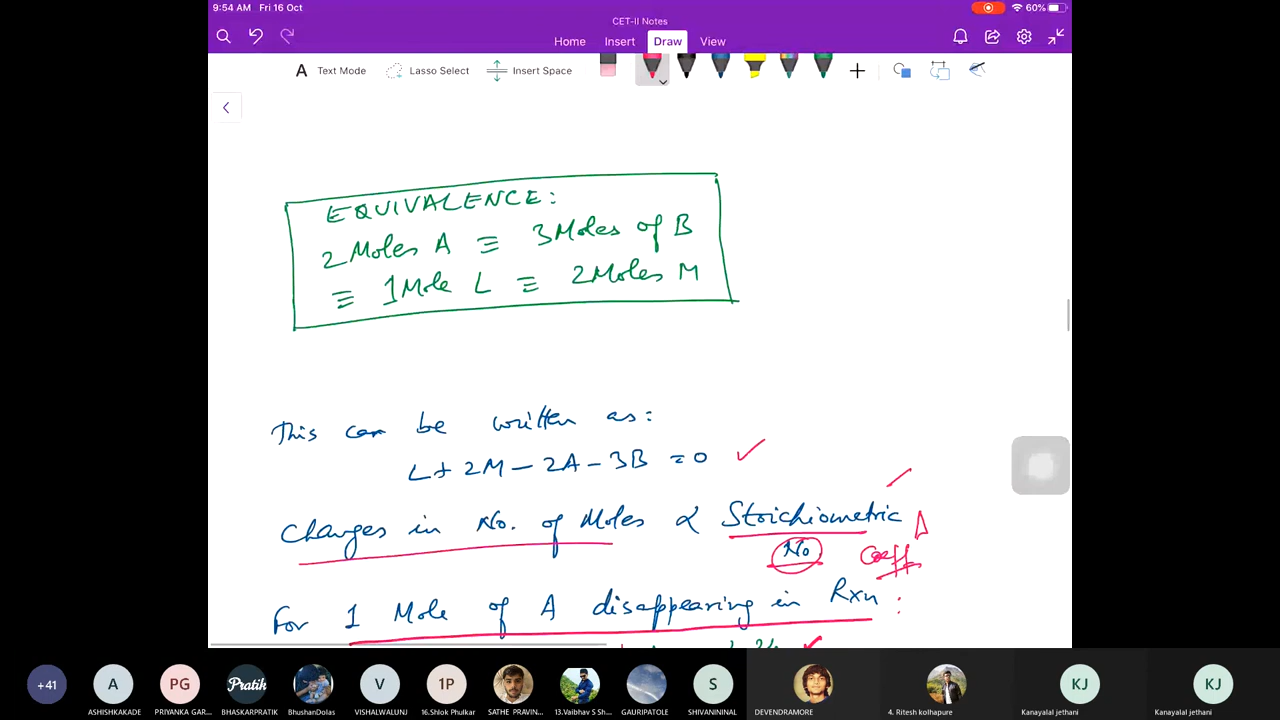 9:54 AM Fri 16 Oct
60%
CET-II Notes
Home Insert Draw View
A Text Mode Lasso Select Insert Space
EQUIVALENCE:
2 Moles A ≡ 3 Moles of B
≡ 1 Mole L ≡ 2 Moles M
This can be written as:
L + 2M - 2A - 3B = 0
Changes in No. of Moles ∝ Stoichiometric
No Coeff
For 1 Mole of A disappearing in Rxn :
+41 A PG Pratik V 1P S KJ KJ
ASHISHKAKADE PRIYANKA GAR... BHASKARPRATIK BhushanDolas VISHALWALUNJ 16.Shlok Phulkar SATHE PRAVIN... 13.Vaibhav S Sh... GAURIPATOLE SHIVANININAL DEVENDRAMORE 4. Ritesh kolhapure Kanayalal jethani Kanayalal jethani